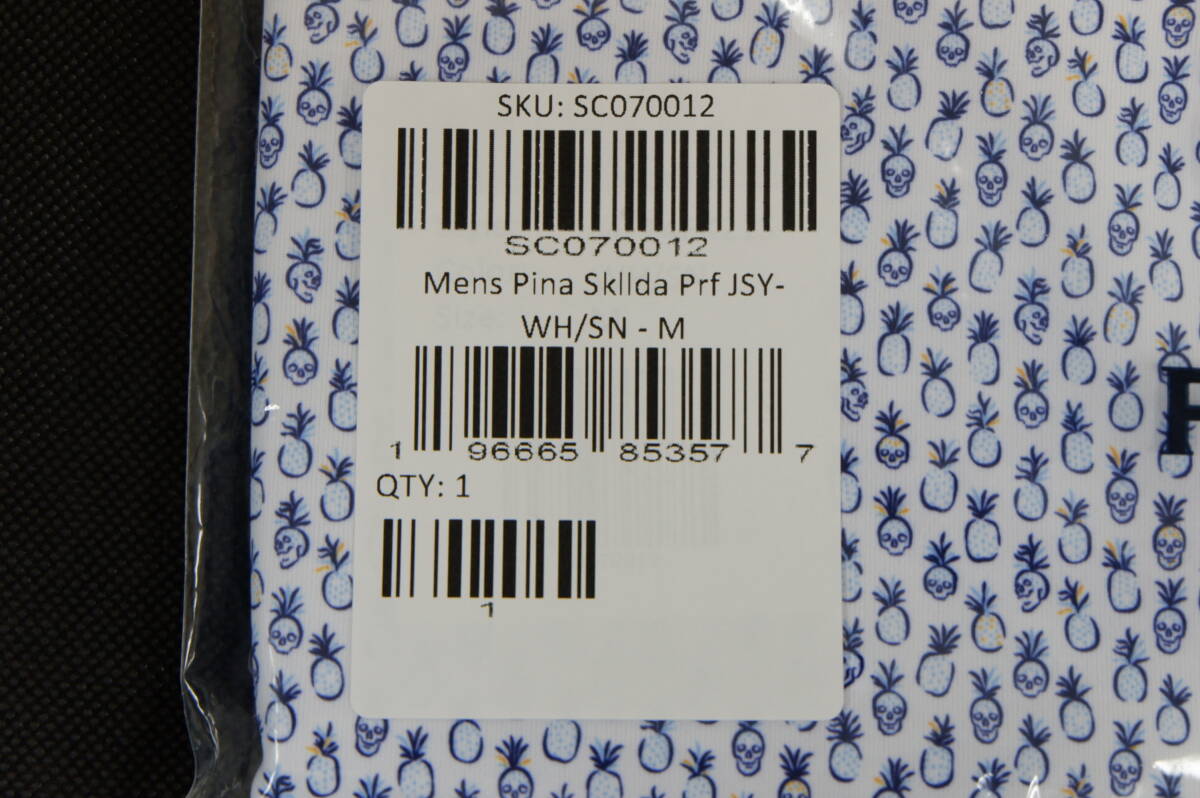 SKU: SC070012
SC070012
Mens Pina Skllda Prf JSY-
WH/SN - M
1 96665 85357 7
QTY: 1
1